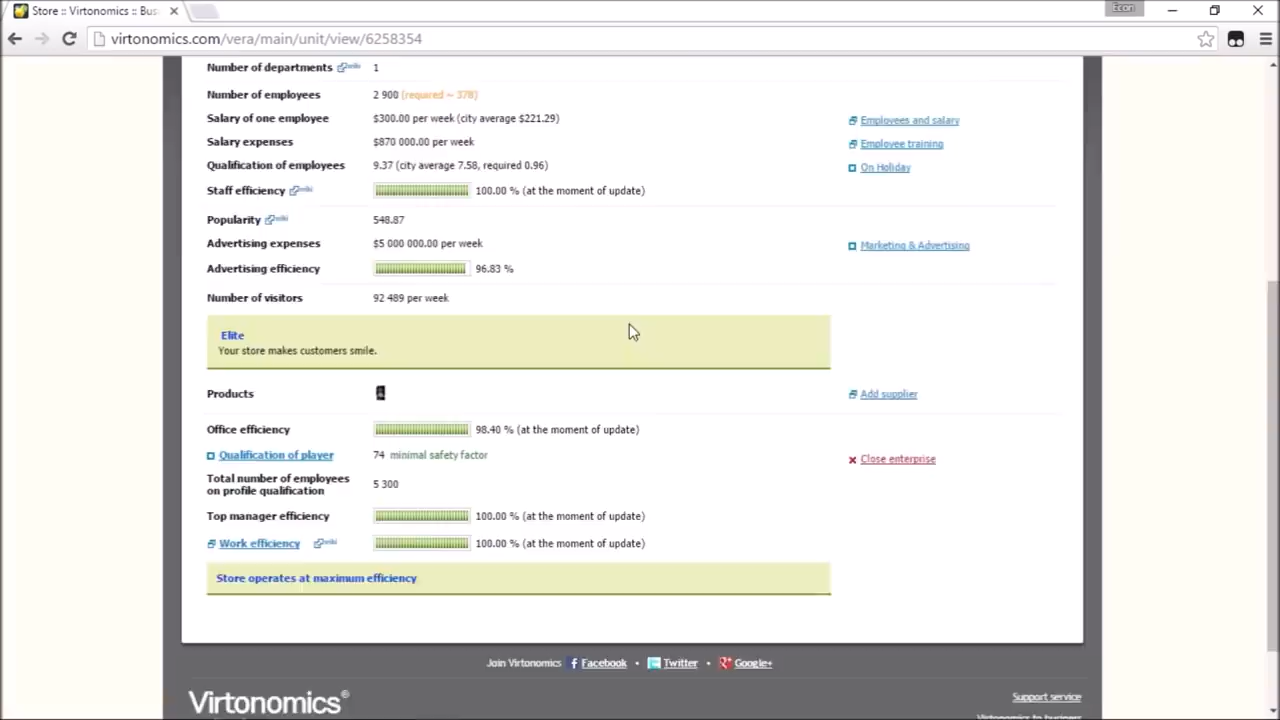 Store :: Virtonomics :: Bus
Econ
virtonomics.com/vera/main/unit/view/6258354
Number of departments wiki 1
Number of employees 2 900 (required ~ 378)
Salary of one employee $300.00 per week (city average $221.29)
Employees and salary
Salary expenses $870 000.00 per week
Employee training
Qualification of employees 9.37 (city average 7.58, required 0.96)
On Holiday
Staff efficiency wiki 100.00 % (at the moment of update)
Popularity wiki 548.87
Advertising expenses $5 000 000.00 per week
Marketing & Advertising
Advertising efficiency 96.83 %
Number of visitors 92 489 per week
Elite
Your store makes customers smile.
Products
Add supplier
Office efficiency 98.40 % (at the moment of update)
Qualification of player 74 minimal safety factor
Close enterprise
Total number of employees
on profile qualification
5 300
Top manager efficiency 100.00 % (at the moment of update)
Work efficiency wiki 100.00 % (at the moment of update)
Store operates at maximum efficiency
Join Virtonomics f Facebook • Twitter • Google+
Virtonomics®
Support service
Virtonomics to business